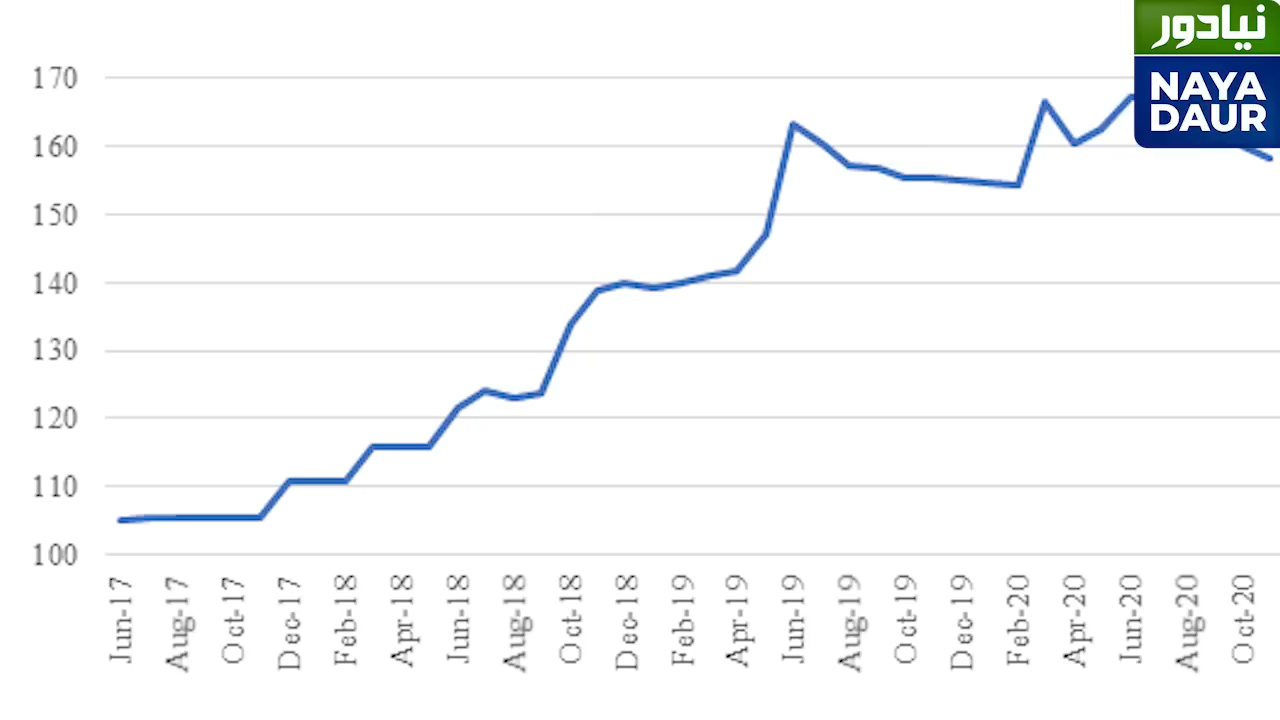 نیادور
NAYA
DAUR
170
160
150
140
130
120
110
100
Jun-17
Aug-17
Oct-17
Dec-17
Feb-18
Apr-18
Jun-18
Aug-18
Oct-18
Dec-18
Feb-19
Apr-19
Jun-19
Aug-19
Oct-19
Dec-19
Feb-20
Apr-20
Jun-20
Aug-20
Oct-20